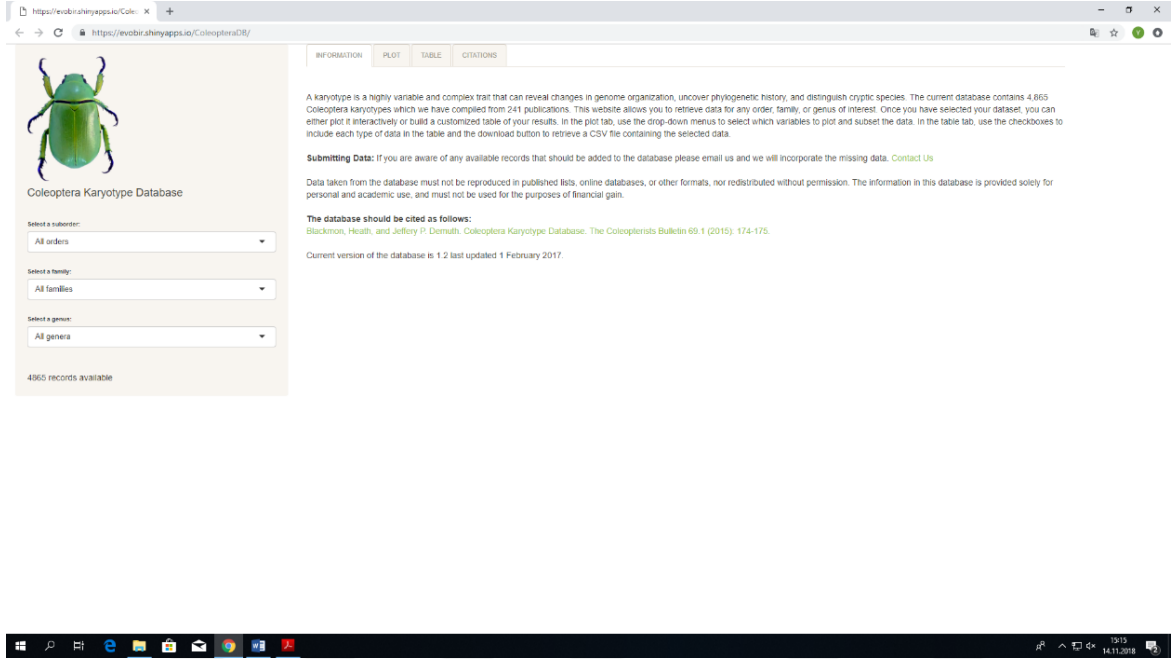 https://evobir.shinyapps.io/Cole
https://evobir.shinyapps.io/ColeopteraDB/
INFORMATION PLOT TABLE CITATIONS
A karyotype is a highly variable and complex trait that can reveal changes in genome organization, uncover phylogenetic history, and distinguish cryptic species. The current database contains 4,865
Coleoptera karyotypes which we have compiled from 241 publications. This website allows you to retrieve data for any order, family, or genus of interest. Once you have selected your dataset, you can
either plot it interactively or build a customized table of your results. In the plot tab, use the drop-down menus to select which variables to plot and subset the data. In the table tab, use the checkboxes to
include each type of data in the table and the download button to retrieve a CSV file containing the selected data.
Submitting Data: If you are aware of any available records that should be added to the database please email us and we will incorporate the missing data. Contact Us
Data taken from the database must not be reproduced in published lists, online databases, or other formats, nor redistributed without permission. The information in this database is provided solely for
personal and academic use, and must not be used for the purposes of financial gain.
The database should be cited as follows:
Blackmon, Heath, and Jeffery P. Demuth. Coleoptera Karyotype Database. The Coleopterists Bulletin 69.1 (2015): 174-175.
Current version of the database is 1.2 last updated 1 February 2017.
Coleoptera Karyotype Database
Select a suborder:
All orders
Select a family:
All families
Select a genus:
All genera
4865 records available
15:15
14.11.2018